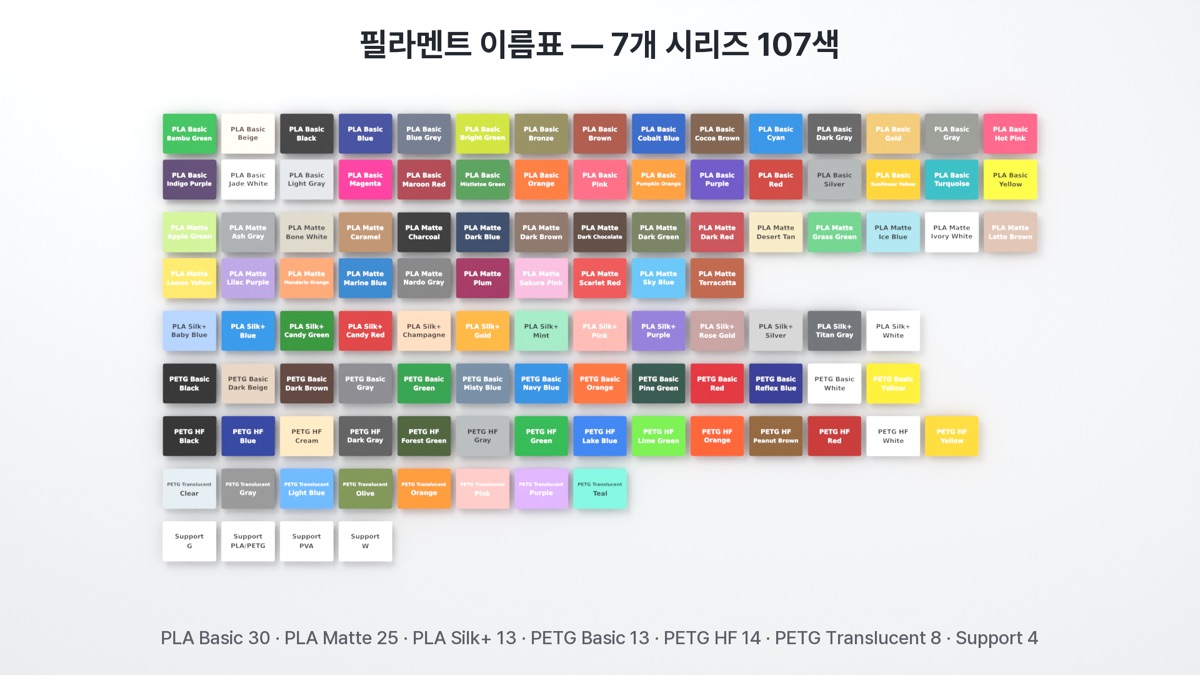 필라멘트 이름표 — 7개 시리즈 107색
PLA Basic Bambu Green
PLA Basic Beige
PLA Basic Black
PLA Basic Blue
PLA Basic Blue Grey
PLA Basic Bright Green
PLA Basic Bronze
PLA Basic Brown
PLA Basic Cobalt Blue
PLA Basic Cocoa Brown
PLA Basic Cyan
PLA Basic Dark Gray
PLA Basic Gold
PLA Basic Gray
PLA Basic Hot Pink
PLA Basic Indigo Purple
PLA Basic Jade White
PLA Basic Light Gray
PLA Basic Magenta
PLA Basic Maroon Red
PLA Basic Mistletoe Green
PLA Basic Orange
PLA Basic Pink
PLA Basic Pumpkin Orange
PLA Basic Purple
PLA Basic Red
PLA Basic Silver
PLA Basic Sunflower Yellow
PLA Basic Turquoise
PLA Basic Yellow
PLA Matte Apple Green
PLA Matte Ash Gray
PLA Matte Bone White
PLA Matte Caramel
PLA Matte Charcoal
PLA Matte Dark Blue
PLA Matte Dark Brown
PLA Matte Dark Chocolate
PLA Matte Dark Green
PLA Matte Dark Red
PLA Matte Desert Tan
PLA Matte Grass Green
PLA Matte Ice Blue
PLA Matte Ivory White
PLA Matte Latte Brown
PLA Matte Lemon Yellow
PLA Matte Lilac Purple
PLA Matte Mandarin Orange
PLA Matte Marine Blue
PLA Matte Nardo Gray
PLA Matte Plum
PLA Matte Sakura Pink
PLA Matte Scarlet Red
PLA Matte Sky Blue
PLA Matte Terracotta
PLA Silk+ Baby Blue
PLA Silk+ Blue
PLA Silk+ Candy Green
PLA Silk+ Candy Red
PLA Silk+ Champagne
PLA Silk+ Gold
PLA Silk+ Mint
PLA Silk+ Pink
PLA Silk+ Purple
PLA Silk+ Rose Gold
PLA Silk+ Silver
PLA Silk+ Titan Gray
PLA Silk+ White
PETG Basic Black
PETG Basic Dark Beige
PETG Basic Dark Brown
PETG Basic Gray
PETG Basic Green
PETG Basic Misty Blue
PETG Basic Navy Blue
PETG Basic Orange
PETG Basic Pine Green
PETG Basic Red
PETG Basic Reflex Blue
PETG Basic White
PETG Basic Yellow
PETG HF Black
PETG HF Blue
PETG HF Cream
PETG HF Dark Gray
PETG HF Forest Green
PETG HF Gray
PETG HF Green
PETG HF Lake Blue
PETG HF Lime Green
PETG HF Orange
PETG HF Peanut Brown
PETG HF Red
PETG HF White
PETG HF Yellow
PETG Translucent Clear
PETG Translucent Gray
PETG Translucent Light Blue
PETG Translucent Olive
PETG Translucent Orange
PETG Translucent Pink
PETG Translucent Purple
PETG Translucent Teal
Support G
Support PLA/PETG
Support PVA
Support W
PLA Basic 30 · PLA Matte 25 · PLA Silk+ 13 · PETG Basic 13 · PETG HF 14 · PETG Translucent 8 · Support 4